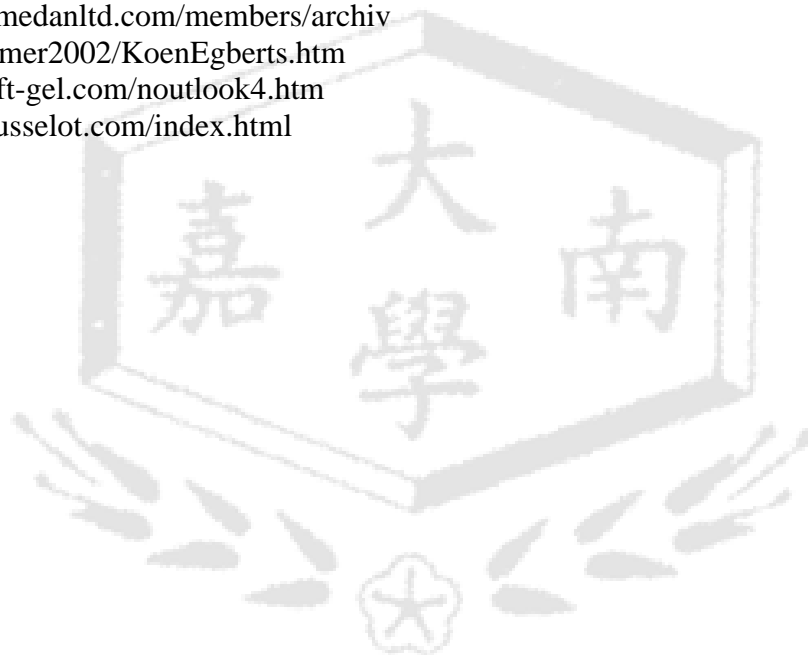 medanltd.com/members/archiv
mer2002/KoenEgberts.htm
ft-gel.com/noutlook4.htm
usselot.com/index.html
大
嘉 南
學